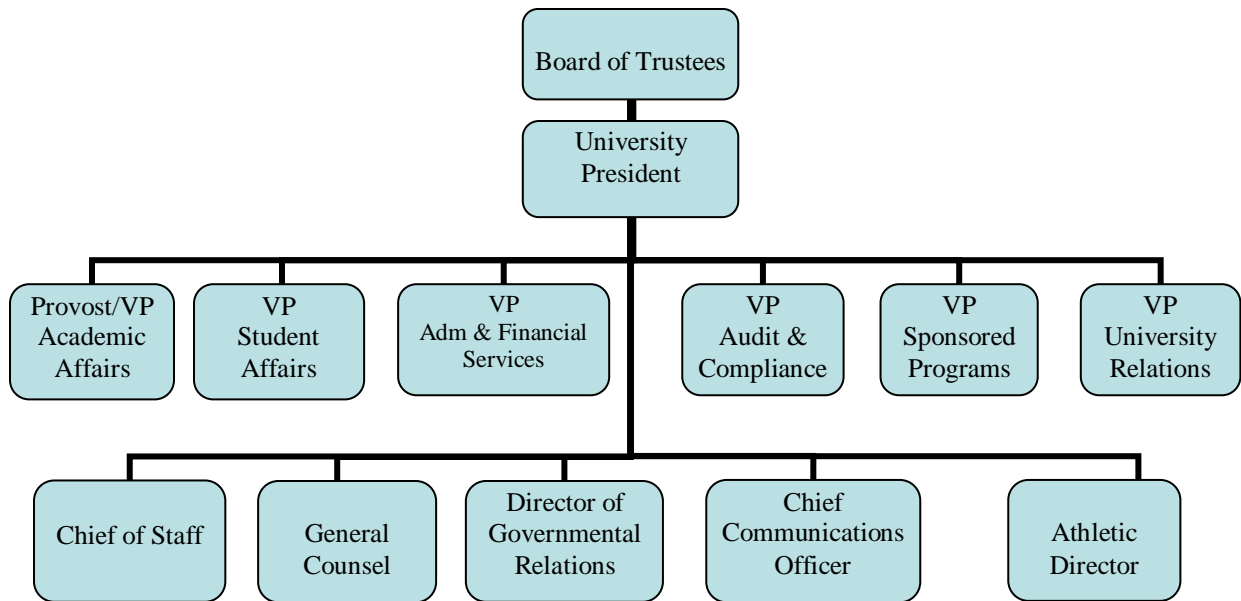 Board of Trustees
University
President
Provost/VP
Academic
Affairs
VP
Student
Affairs
VP
Adm & Financial
Services
VP
Audit &
Compliance
VP
Sponsored
Programs
VP
University
Relations
Chief of Staff
General
Counsel
Director of
Governmental
Relations
Chief
Communications
Officer
Athletic
Director